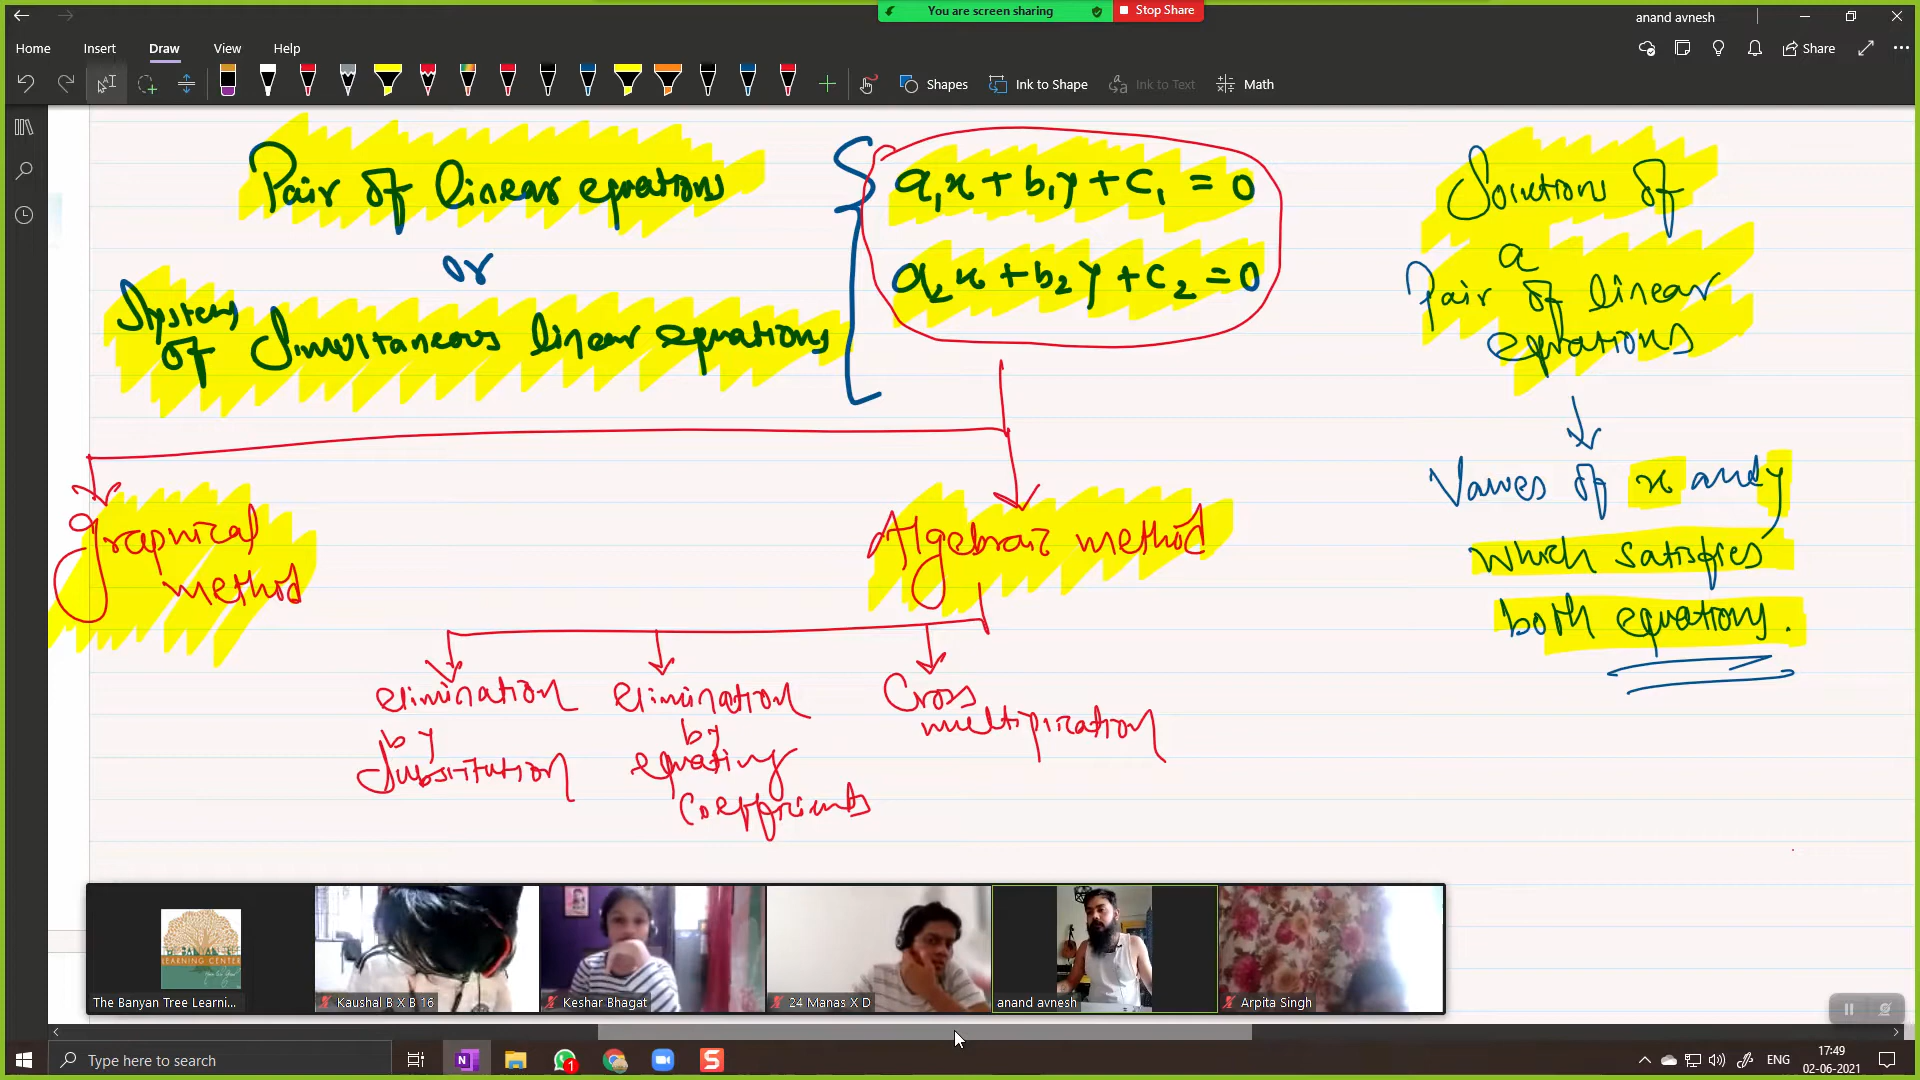 You are screen sharing
Stop Share
anand avnesh
Home Insert Draw View Help
Share
Shapes
Ink to Shape
Ink to Text
Math
Pair of linear equations
or
System
of Simultaneous linear equations
a₁x + b₁y + c₁ = 0
a₂x + b₂y + c₂ = 0
Solutions of
a
Pair of linear
equations
Values of x and y
which satisfies
both equations.
Graphical
method
Algebraic method
elimination
by
Substitution
elimination
by
equating
Coefficients
Cross
multiplication
LEARNING CENTER
The Banyan Tree Learni...
Kaushal B X B 16
Keshar Bhagat
24 Manas X D
anand avnesh
Arpita Singh
Type here to search
1
ENG
17:49
02-06-2021